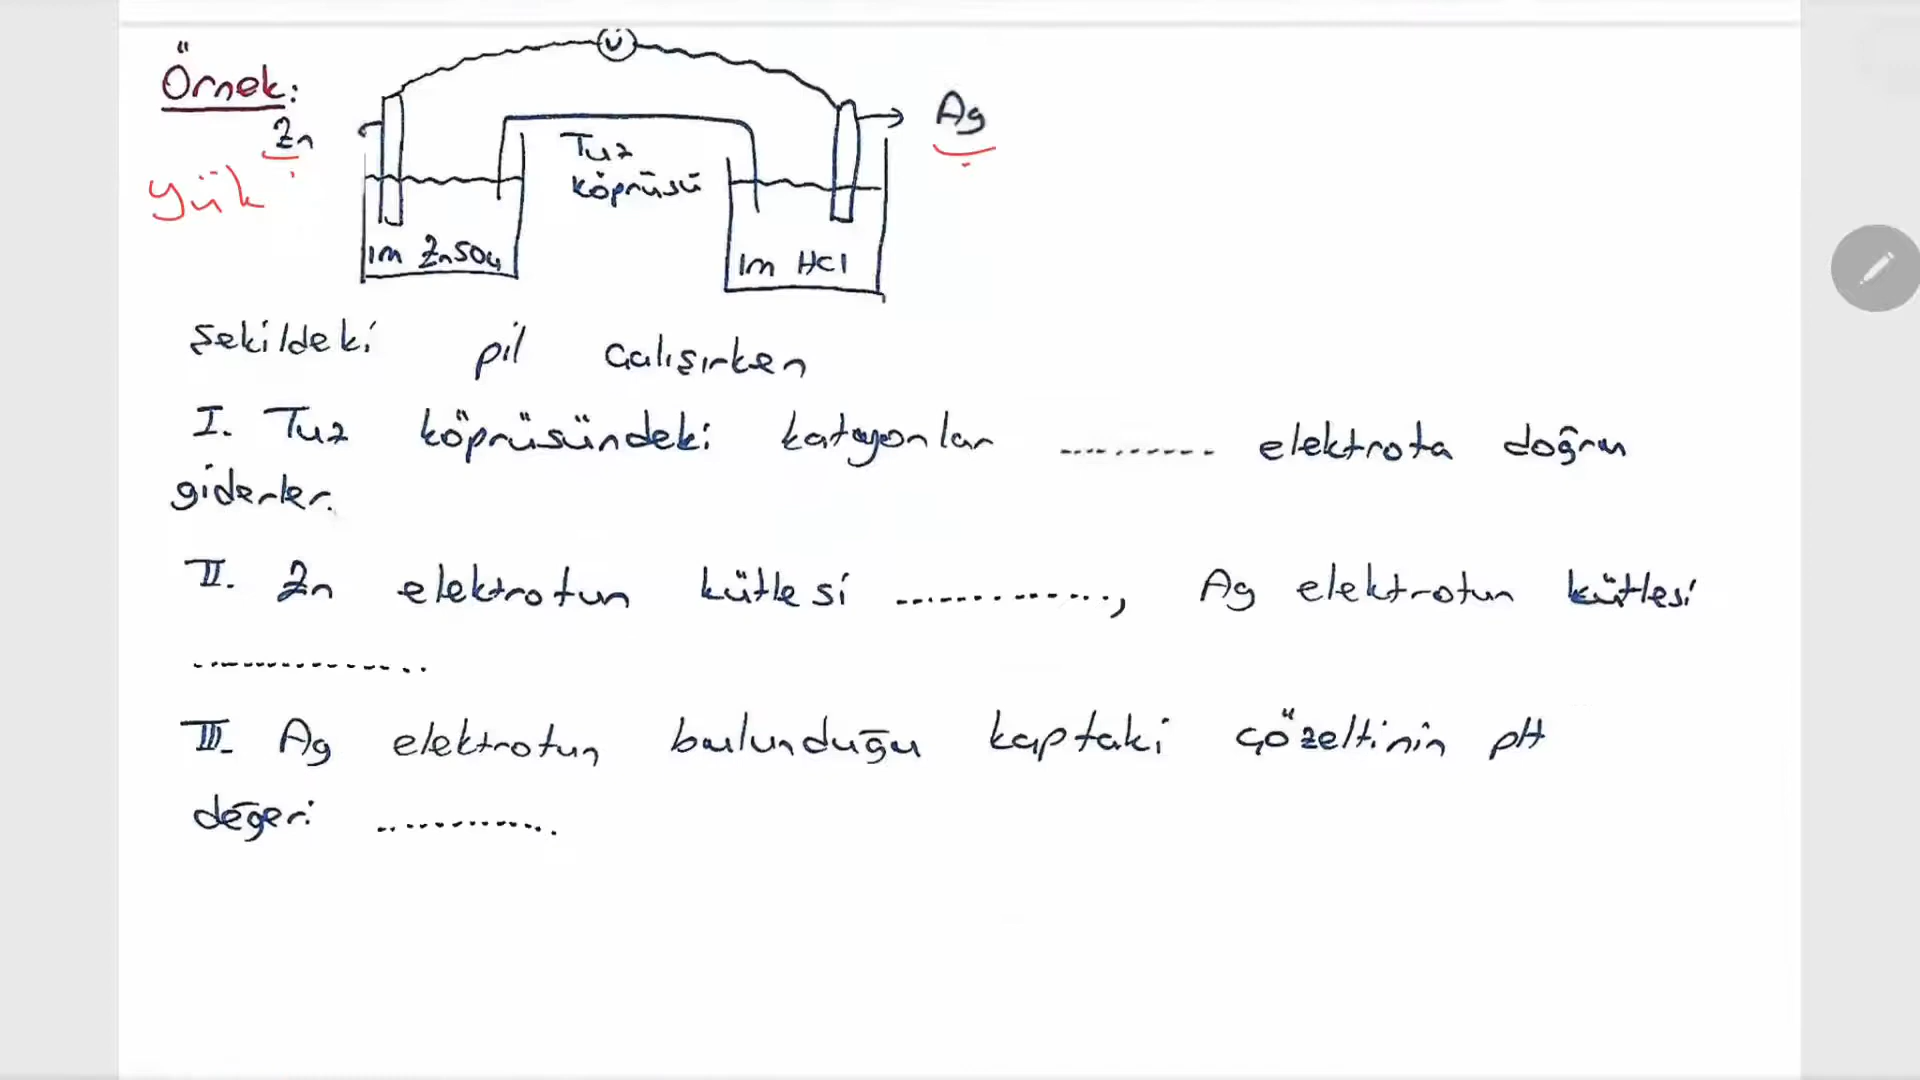 Örnek:
Zn
yük
Ü
Ag
Tuz
köprüsü
1m ZnSO4
1m HCl
Şekildeki pil çalışırken
I. Tuz köprüsündeki katyonlar .......... elektrota doğru
giderler.
II. Zn elektrotun kütlesi .............., Ag elektrotun kütlesi
................
III. Ag elektrotun bulunduğu kaptaki çözeltinin pH
değeri .............